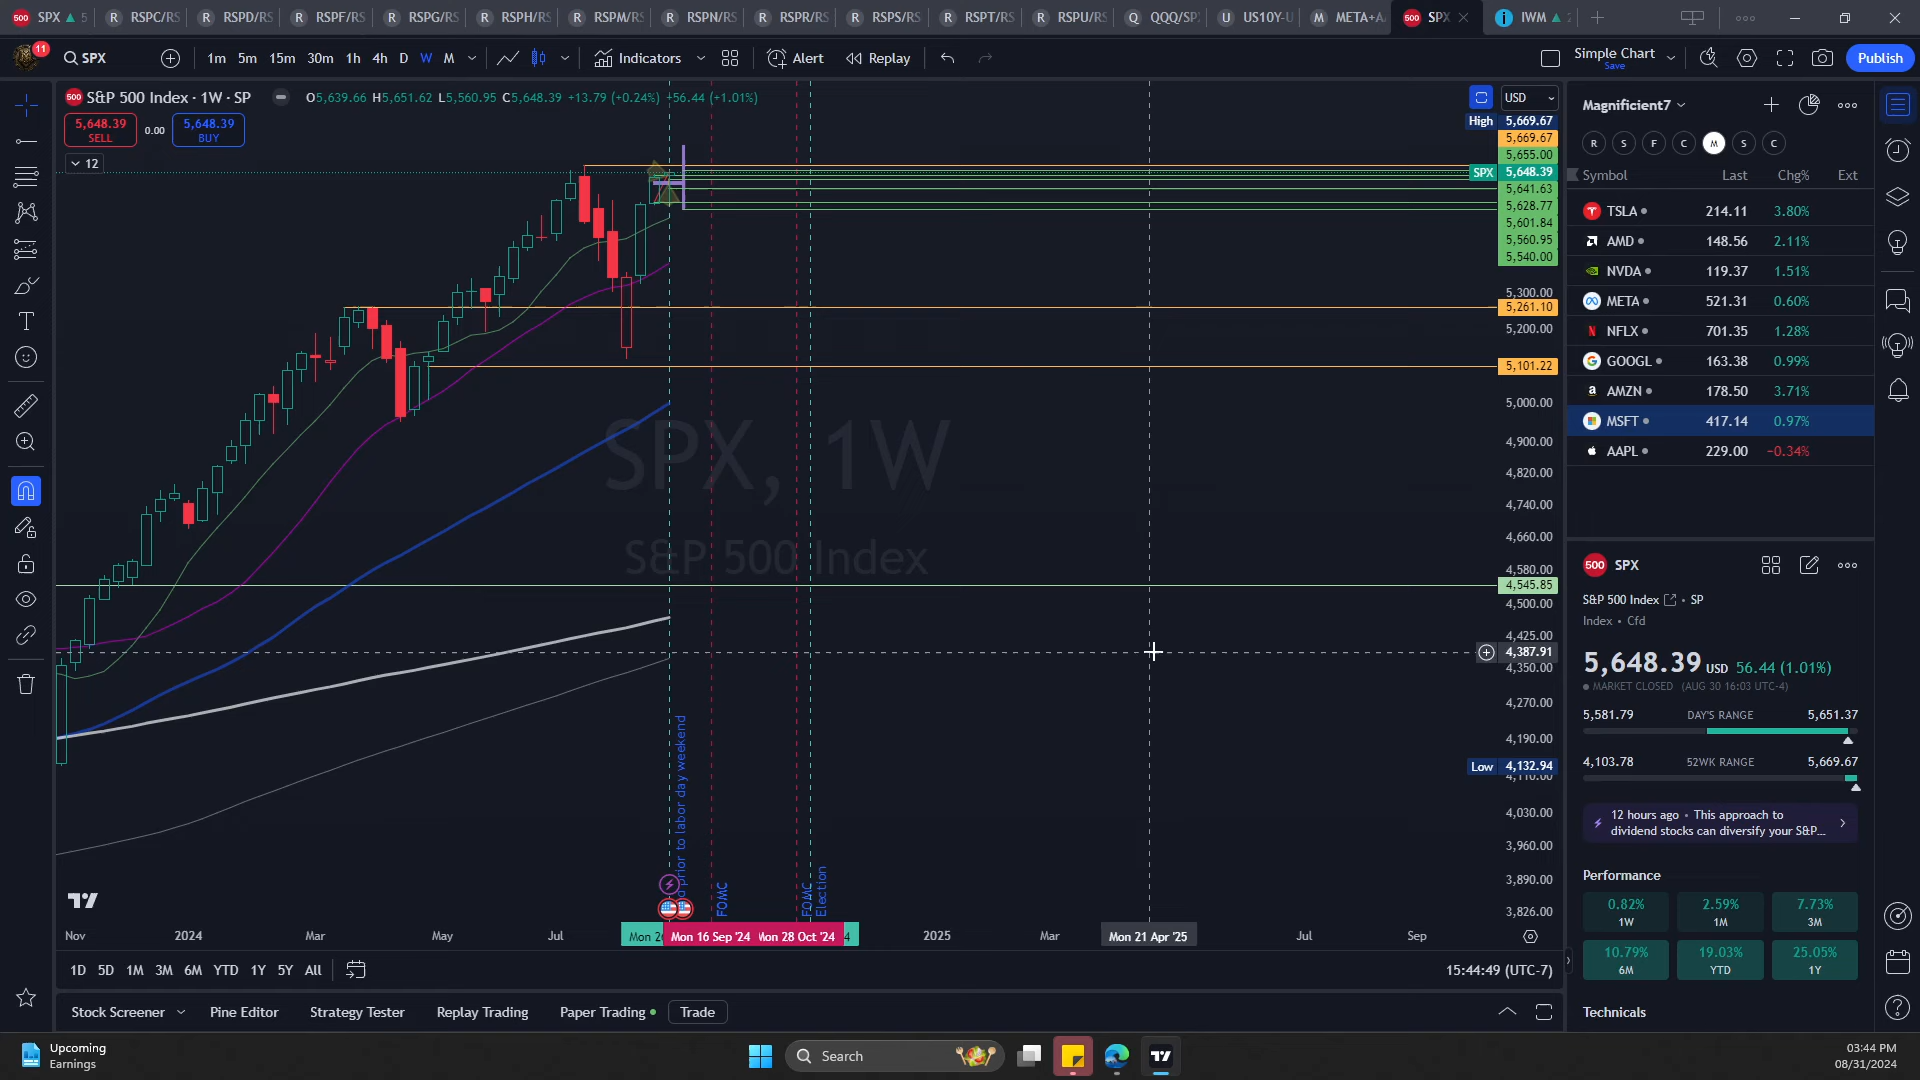 SPX ▲ 5
RSPC/RS
RSPD/RS
RSPF/RS
RSPG/RS
RSPH/RS
RSPM/RS
RSPN/RS
RSPR/RS
RSPS/RS
RSPT/RS
RSPU/RS
QQQ/SP
US10Y-U
META+A
SPX
IWM ▲
11
SPX
1m 5m 15m 30m 1h 4h D W M
Indicators
Alert
Replay
Simple Chart
Save
Publish
S&P 500 Index · 1W · SP
O5,639.66 H5,651.62 L5,560.95 C5,648.39 +13.79 (+0.24%) +56.44 (+1.01%)
5,648.39
SELL
0.00
5,648.39
BUY
12
USD
High 5,669.67
5,669.67
5,655.00
SPX 5,648.39
5,641.63
5,628.77
5,601.84
5,560.95
5,540.00
5,300.00
5,261.10
5,200.00
5,101.22
5,000.00
4,900.00
4,820.00
4,740.00
4,660.00
4,580.00
4,545.85
4,500.00
4,425.00
4,387.91
4,350.00
4,270.00
4,190.00
Low 4,132.94
4,110.00
4,030.00
3,960.00
3,890.00
3,826.00
SPX, 1W
S&P 500 Index
prior to labor day weekend
FOMC
FOMC
Election
Nov
2024
Mar
May
Jul
Mon 26
Mon 16 Sep '24
Mon 28 Oct '24
4
2025
Mar
Mon 21 Apr '25
Jul
Sep
1D 5D 1M 3M 6M YTD 1Y 5Y All
15:44:49 (UTC-7)
Stock Screener
Pine Editor
Strategy Tester
Replay Trading
Paper Trading
Trade
Magnificient7
R S F C M S C
Symbol Last Chg% Ext
TSLA 214.11 3.80%
AMD 148.56 2.11%
NVDA 119.37 1.51%
META 521.31 0.60%
NFLX 701.35 1.28%
GOOGL 163.38 0.99%
AMZN 178.50 3.71%
MSFT 417.14 0.97%
AAPL 229.00 −0.34%
500 SPX
S&P 500 Index • SP
Index • Cfd
5,648.39 USD 56.44 (1.01%)
MARKET CLOSED (AUG 30 16:03 UTC-4)
5,581.79 DAY'S RANGE 5,651.37
4,103.78 52WK RANGE 5,669.67
12 hours ago • This approach to
dividend stocks can diversify your S&P...
Performance
0.82%
1W
2.59%
1M
7.73%
3M
10.79%
6M
19.03%
YTD
25.05%
1Y
Technicals
Upcoming
Earnings
Search
03:44 PM
08/31/2024